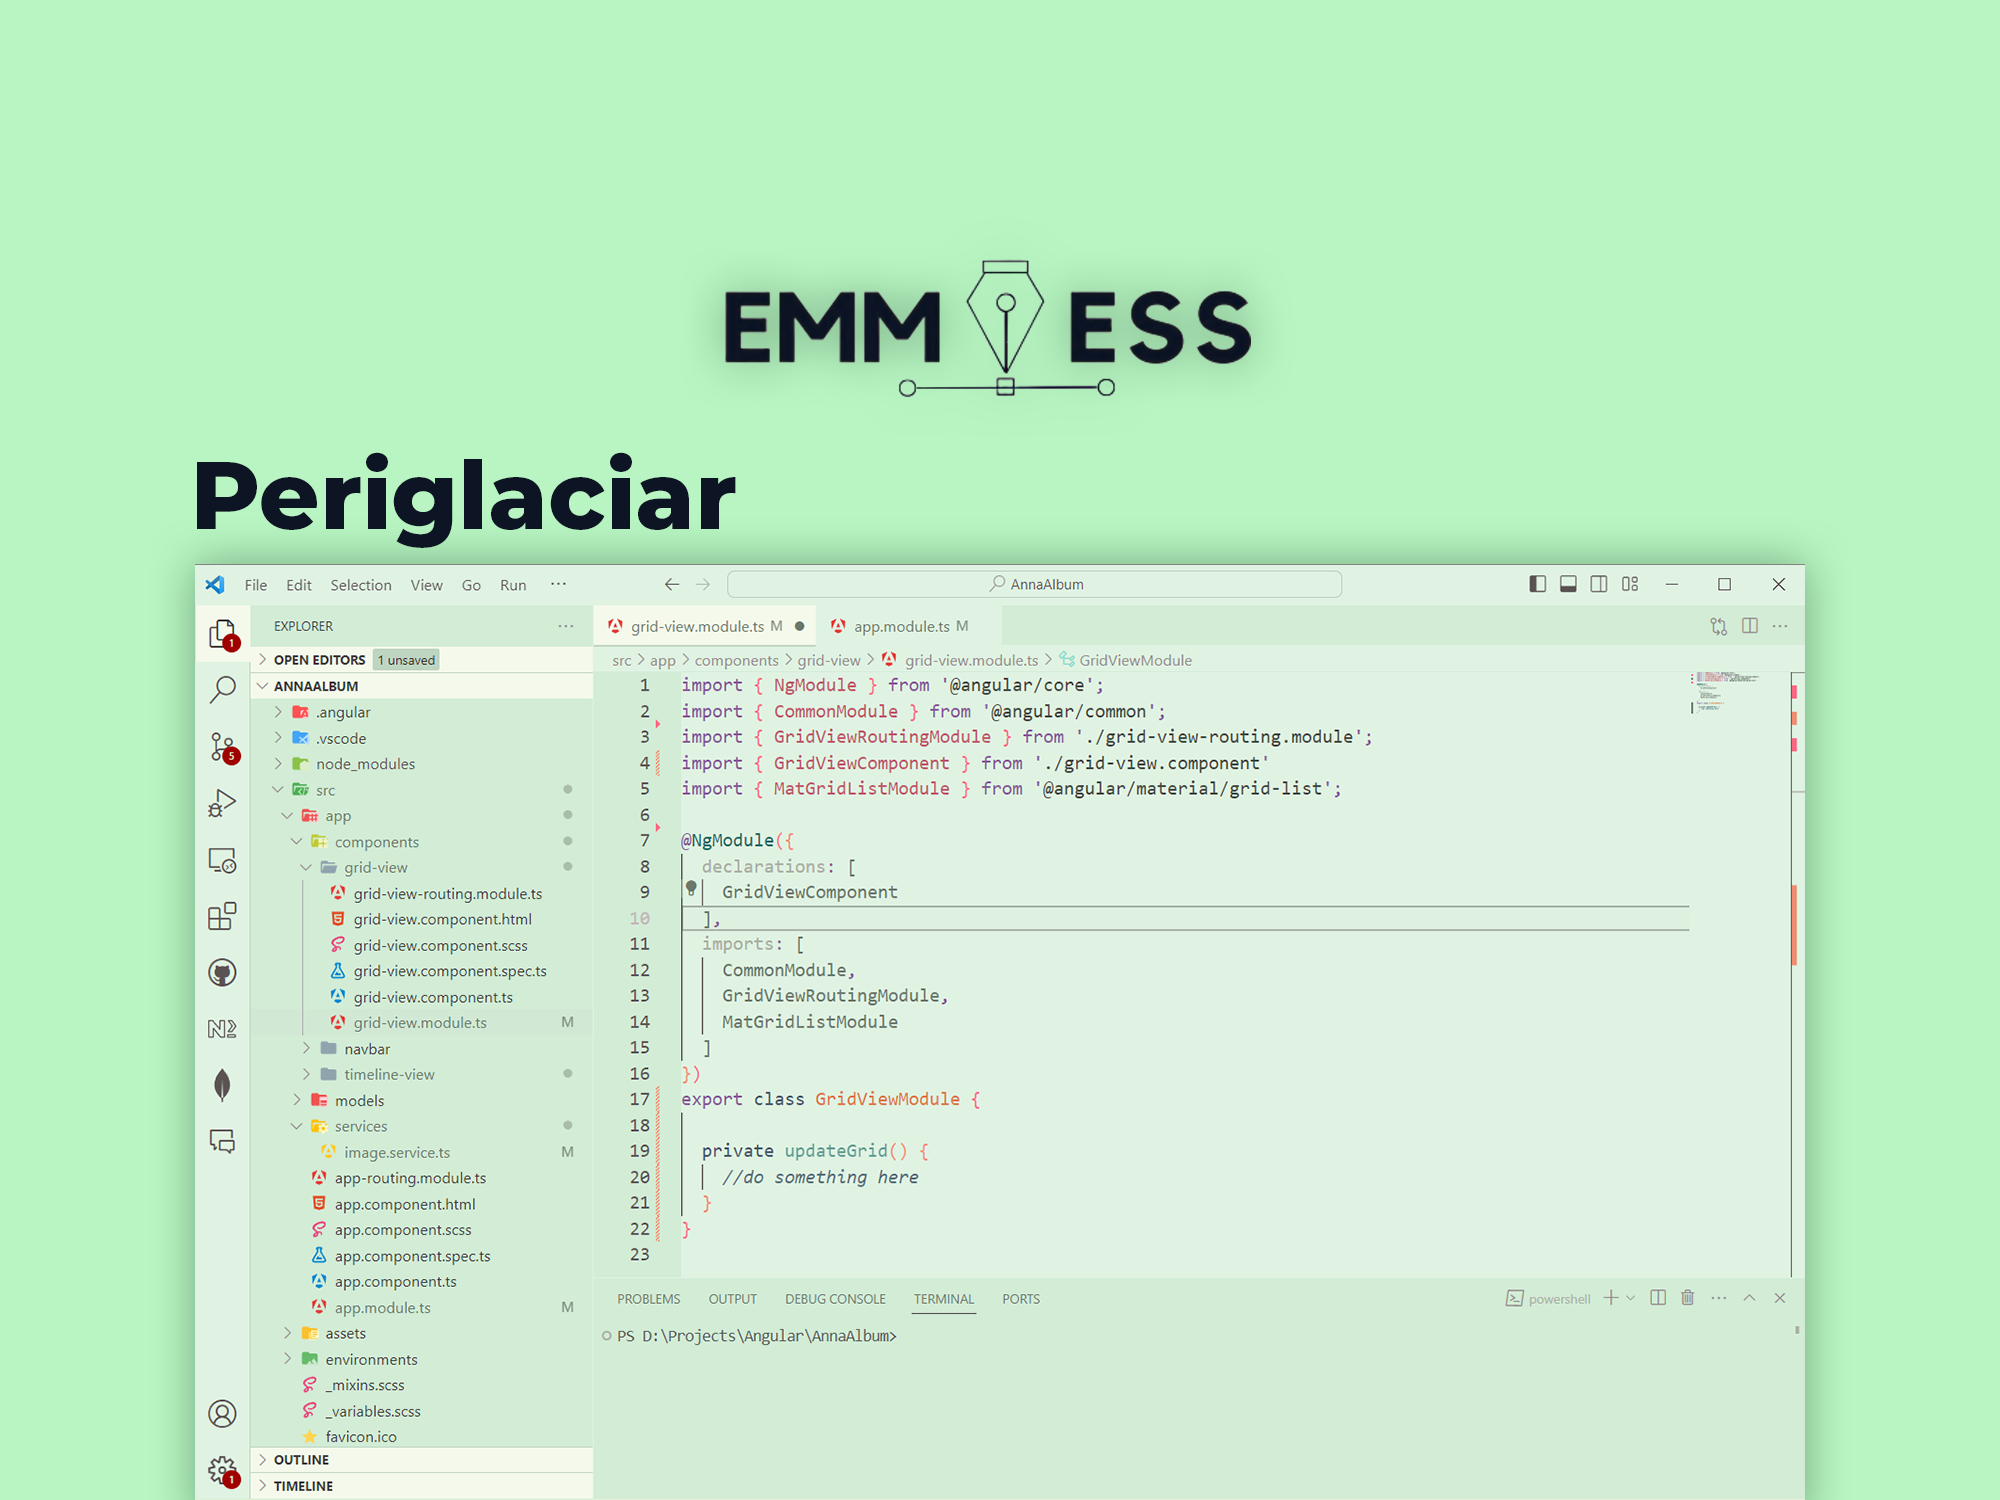 EMM ESS
Periglaciar
File Edit Selection View Go Run ··· AnnaAlbum
EXPLORER ···
OPEN EDITORS 1 unsaved
ANNAALBUM
.angular
.vscode
node_modules
src
app
components
grid-view
grid-view-routing.module.ts
grid-view.component.html
grid-view.component.scss
grid-view.component.spec.ts
grid-view.component.ts
grid-view.module.ts M
navbar
timeline-view
models
services
image.service.ts M
app-routing.module.ts
app.component.html
app.component.scss
app.component.spec.ts
app.component.ts
app.module.ts M
assets
environments
_mixins.scss
_variables.scss
favicon.ico
OUTLINE
TIMELINE
1
5
1
grid-view.module.ts M ● app.module.ts M
src > app > components > grid-view > grid-view.module.ts > GridViewModule
1 import { NgModule } from '@angular/core';
2 import { CommonModule } from '@angular/common';
3 import { GridViewRoutingModule } from './grid-view-routing.module';
4 import { GridViewComponent } from './grid-view.component'
5 import { MatGridListModule } from '@angular/material/grid-list';
6
7 @NgModule({
8 declarations: [
9 GridViewComponent
10 ],
11 imports: [
12 CommonModule,
13 GridViewRoutingModule,
14 MatGridListModule
15 ]
16 })
17 export class GridViewModule {
18
19 private updateGrid() {
20 //do something here
21 }
22 }
23
PROBLEMS OUTPUT DEBUG CONSOLE TERMINAL PORTS powershell
PS D:\Projects\Angular\AnnaAlbum>